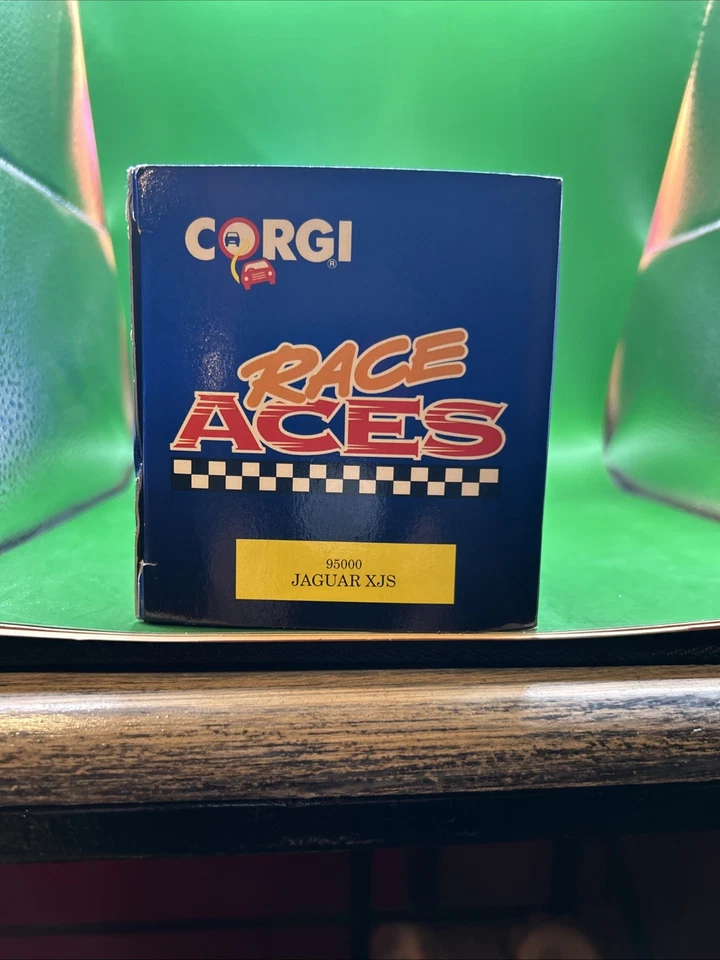 CORGI®
RACE
ACES
95000
JAGUAR XJS